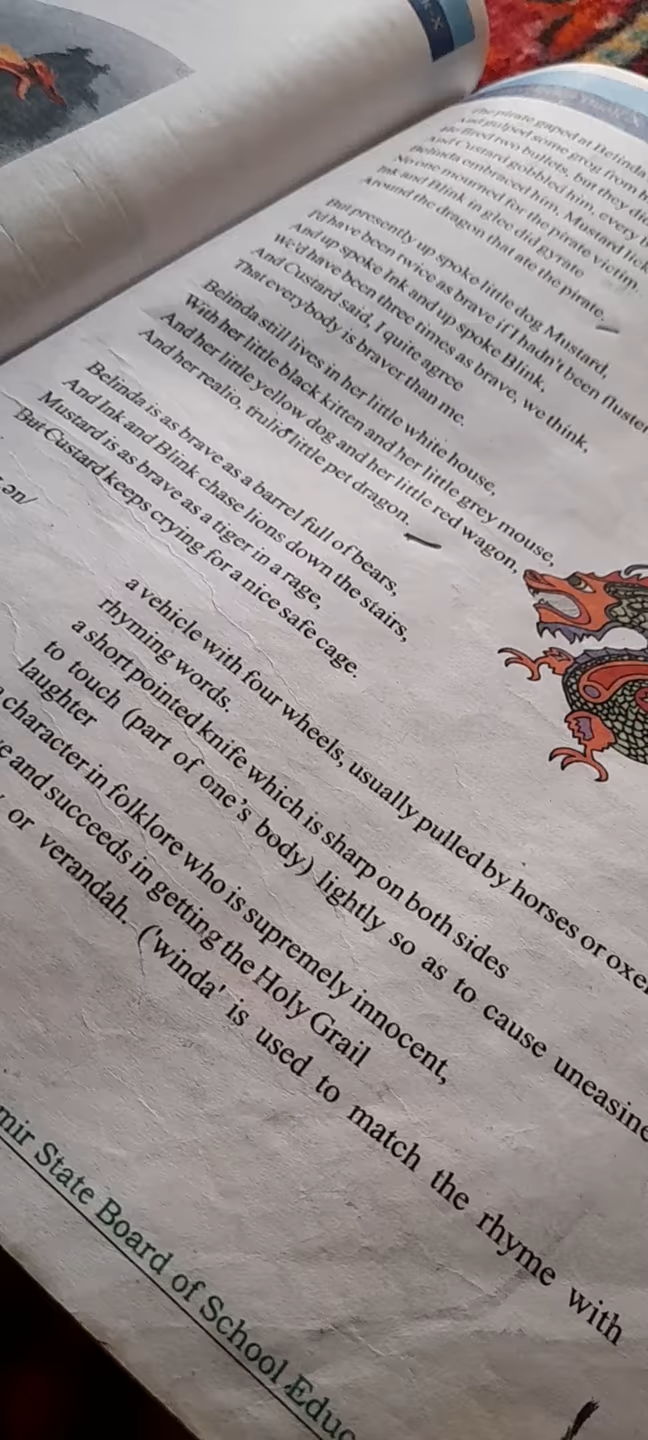 The pirate gaped at Belinda
And gulped some grog from h
He fired two bullets, but they did
And Custard gobbled him, every b
Belinda embraced him, Mustard lick
No one mourned for the pirate victim.
Ink and Blink in glee did gyrate
Around the dragon that ate the pirate.
But presently up spoke little dog Mustard,
I'd have been twice as brave if I hadn't been fluster
And up spoke Ink and up spoke Blink,
We'd have been three times as brave, we think,
And Custard said, I quite agree
That everybody is braver than me.
Belinda still lives in her little white house,
With her little black kitten and her little grey mouse,
And her little yellow dog and her little red wagon,
And her realio, trulio little pet dragon.
Belinda is as brave as a barrel full of bears,
And Ink and Blink chase lions down the stairs,
Mustard is as brave as a tiger in a rage,
But Custard keeps crying for a nice safe cage.
ən/
a vehicle with four wheels, usually pulled by horses or oxe
rhyming words.
a short pointed knife which is sharp on both sides
to touch (part of one's body) lightly so as to cause uneasine
laughter
character in folklore who is supremely innocent,
e and succeeds in getting the Holy Grail
or verandah. ('winda' is used to match the rhyme with
mir State Board of School Educ